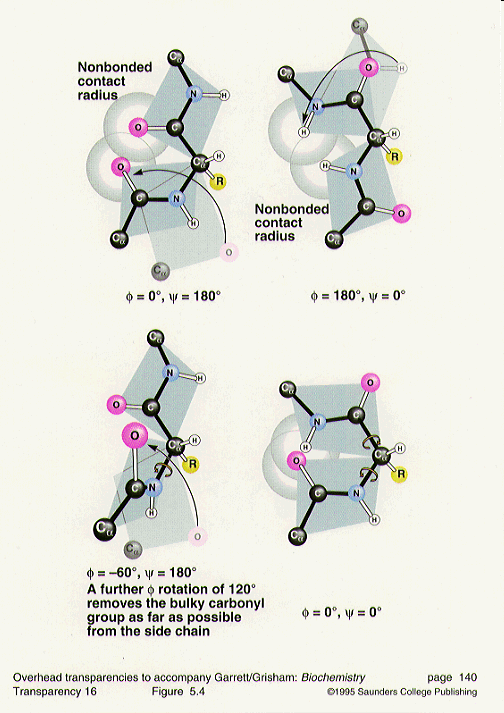 Nonbonded
contact
radius
Cα
N
H
O
C
O
Cα
H
R
C
N
H
Cα
Cα
O
ϕ = 0°, ψ = 180°
Cα
Cα
O
H
N
C
H
Cα
H
R
H
N
Nonbonded
contact
radius
C
O
Cα
ϕ = 180°, ψ = 0°
Cα
N
H
O
C
O
Cα
H
R
C
N
H
Cα
Cα
O
ϕ = –60°, ψ = 180°
A further ϕ rotation of 120°
removes the bulky carbonyl
group as far as possible
from the side chain
Cα
O
C
N
H
O
Cα
H
R
C
N
H
Cα
ϕ = 0°, ψ = 0°
Overhead transparencies to accompany Garrett/Grisham: Biochemistry page 140
Transparency 16 Figure 5.4 ©1995 Saunders College Publishing